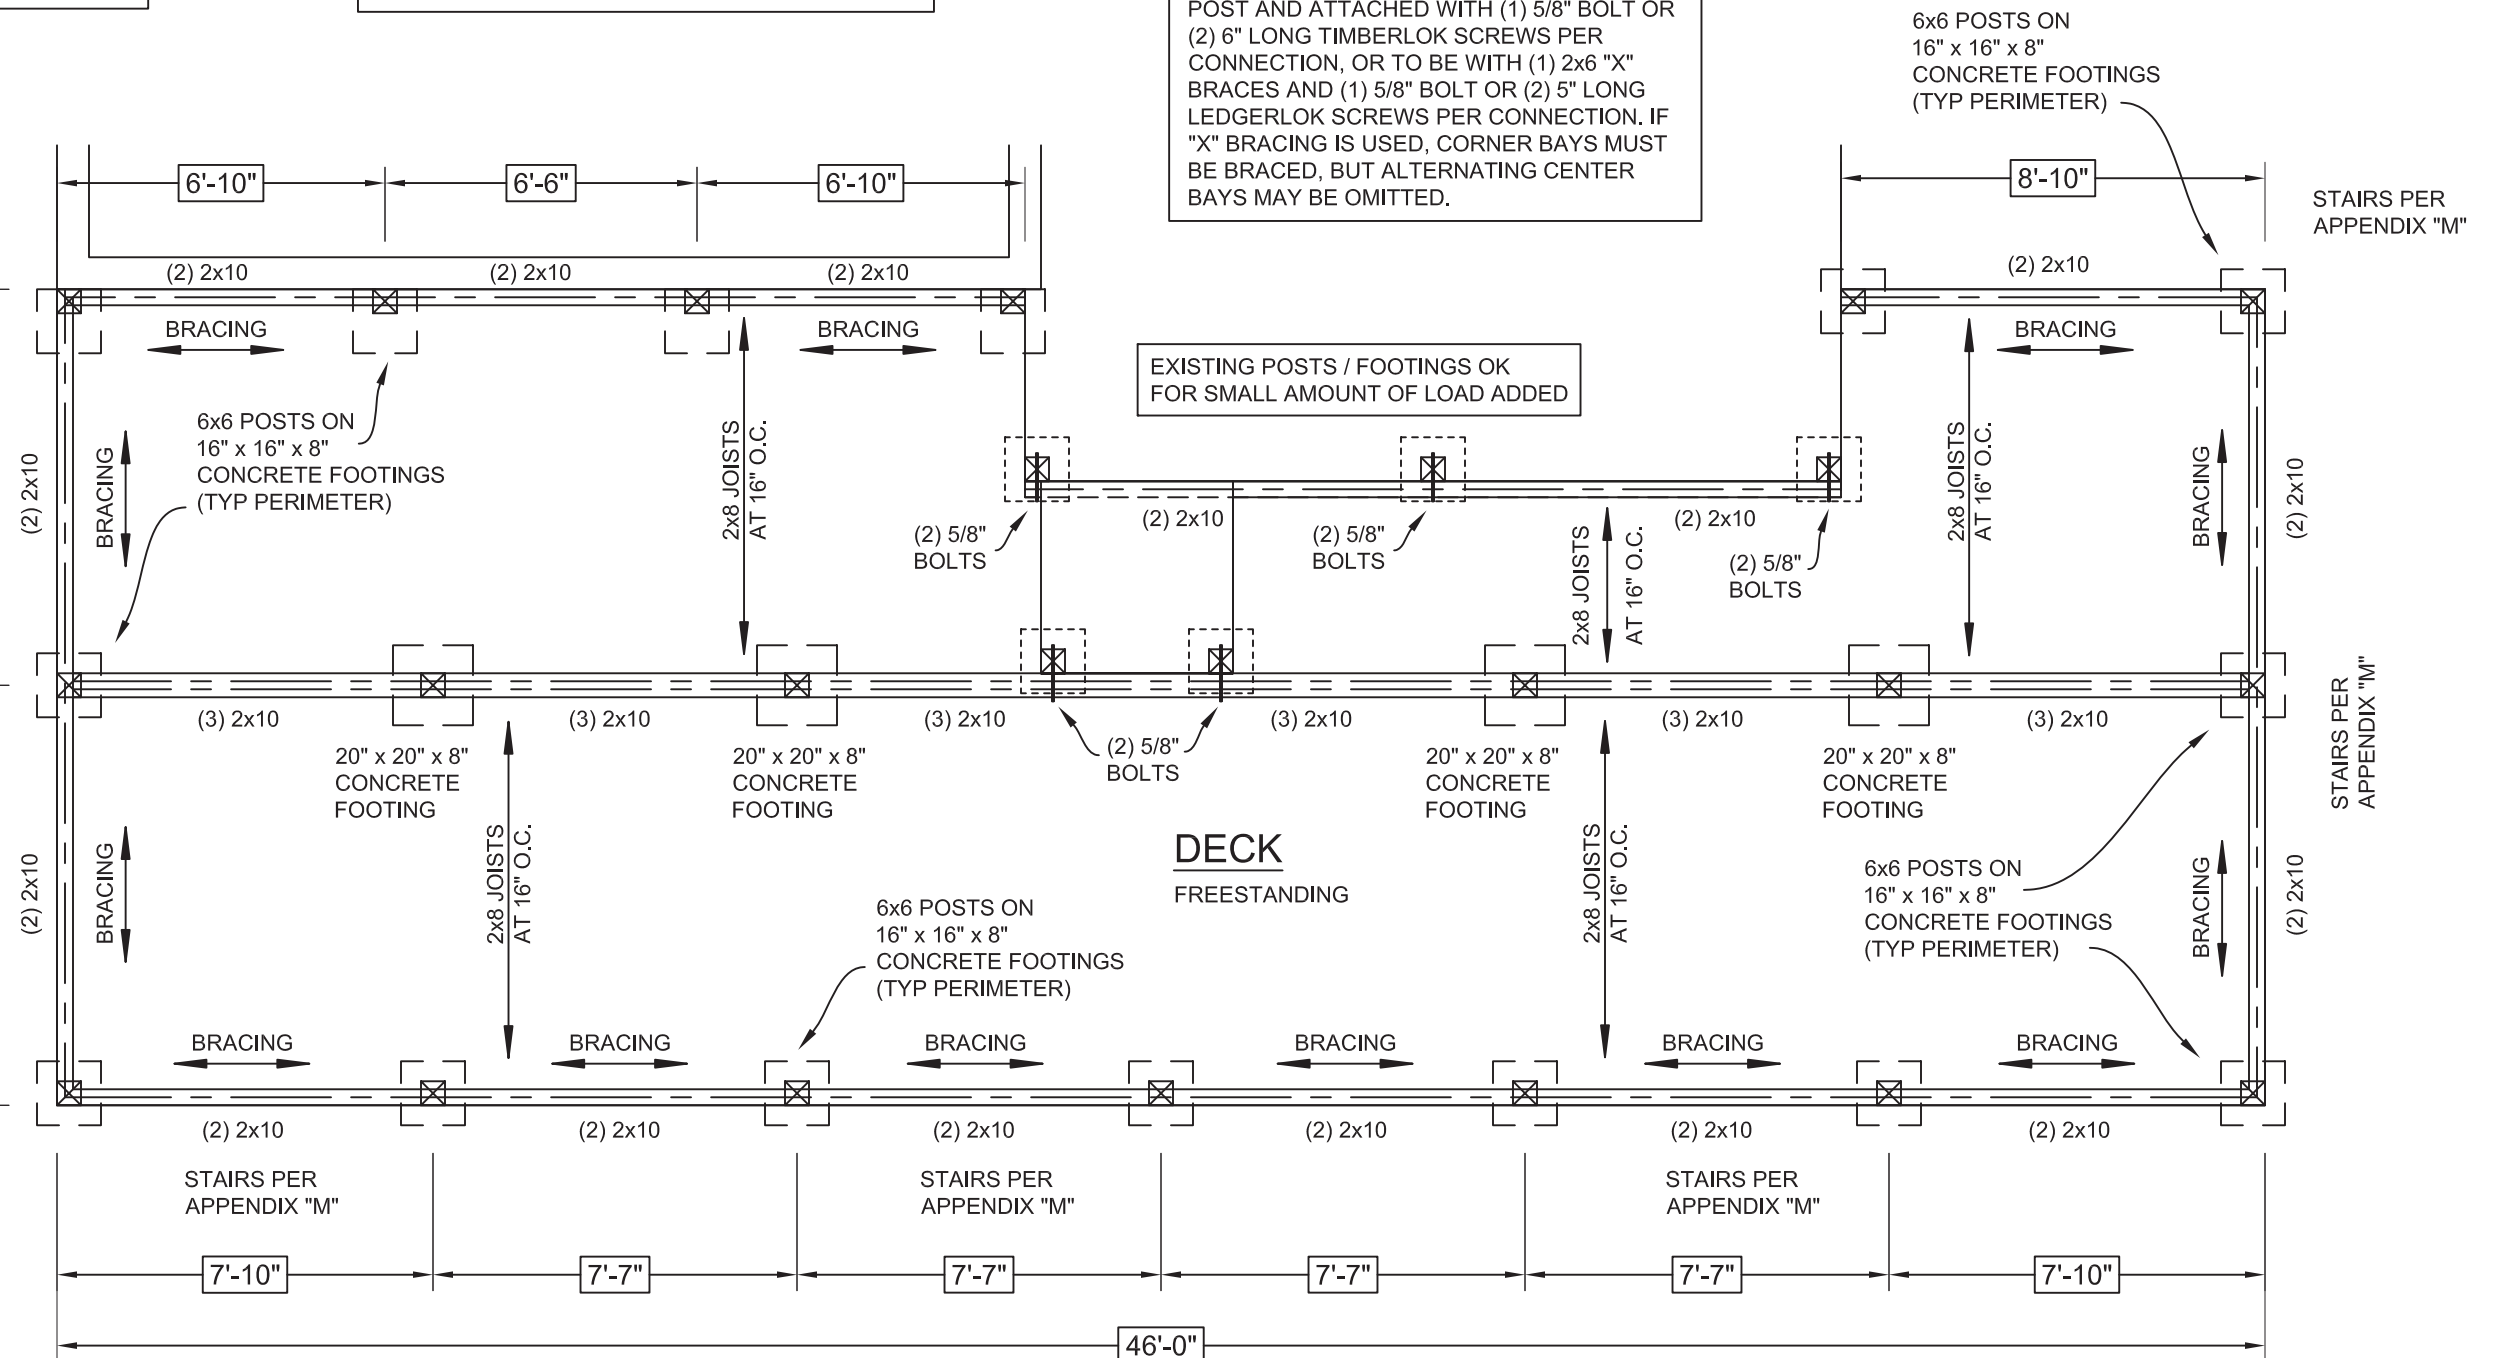 POST AND ATTACHED WITH (1) 5/8" BOLT OR
(2) 6" LONG TIMBERLOK SCREWS PER
CONNECTION, OR TO BE WITH (1) 2x6 "X"
BRACES AND (1) 5/8" BOLT OR (2) 5" LONG
LEDGERLOK SCREWS PER CONNECTION. IF
"X" BRACING IS USED, CORNER BAYS MUST
BE BRACED, BUT ALTERNATING CENTER
BAYS MAY BE OMITTED.
6x6 POSTS ON
16" x 16" x 8"
CONCRETE FOOTINGS
(TYP PERIMETER)
6'-10"
6'-6"
6'-10"
8'-10"
STAIRS PER
APPENDIX "M"
(2) 2x10
(2) 2x10
(2) 2x10
(2) 2x10
BRACING
BRACING
BRACING
EXISTING POSTS / FOOTINGS OK
FOR SMALL AMOUNT OF LOAD ADDED
6x6 POSTS ON
16" x 16" x 8"
CONCRETE FOOTINGS
(TYP PERIMETER)
(2) 2x10
BRACING
2x8 JOISTS
AT 16" O.C.
2x8 JOISTS
AT 16" O.C.
BRACING
(2) 2x10
(2) 5/8"
BOLTS
(2) 2x10
(2) 5/8"
BOLTS
2x8 JOISTS
AT 16" O.C.
(2) 2x10
(2) 5/8"
BOLTS
(3) 2x10
(3) 2x10
(3) 2x10
(3) 2x10
(3) 2x10
(3) 2x10
20" x 20" x 8"
CONCRETE
FOOTING
20" x 20" x 8"
CONCRETE
FOOTING
(2) 5/8"
BOLTS
20" x 20" x 8"
CONCRETE
FOOTING
20" x 20" x 8"
CONCRETE
FOOTING
STAIRS PER
APPENDIX "M"
(2) 2x10
BRACING
2x8 JOISTS
AT 16" O.C.
DECK
FREESTANDING
2x8 JOISTS
AT 16" O.C.
6x6 POSTS ON
16" x 16" x 8"
CONCRETE FOOTINGS
(TYP PERIMETER)
6x6 POSTS ON
16" x 16" x 8"
CONCRETE FOOTINGS
(TYP PERIMETER)
BRACING
(2) 2x10
BRACING
BRACING
BRACING
BRACING
BRACING
BRACING
(2) 2x10
(2) 2x10
(2) 2x10
(2) 2x10
(2) 2x10
(2) 2x10
STAIRS PER
APPENDIX "M"
STAIRS PER
APPENDIX "M"
STAIRS PER
APPENDIX "M"
7'-10"
7'-7"
7'-7"
7'-7"
7'-7"
7'-10"
46'-0"